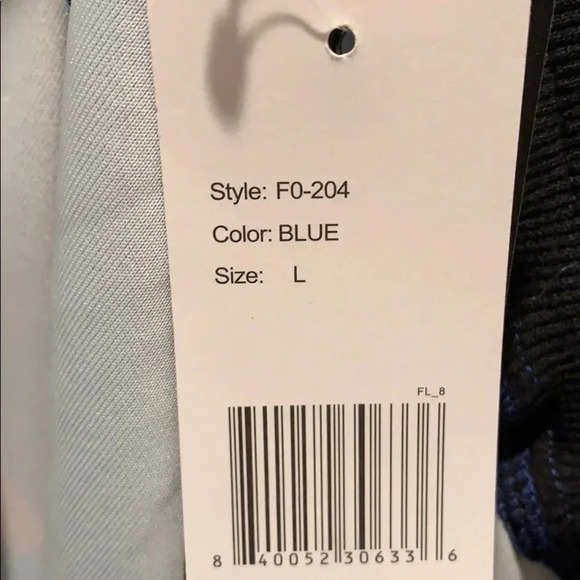 Style: F0-204
Color: BLUE
Size: L
FL_8
8 40052 30633 6